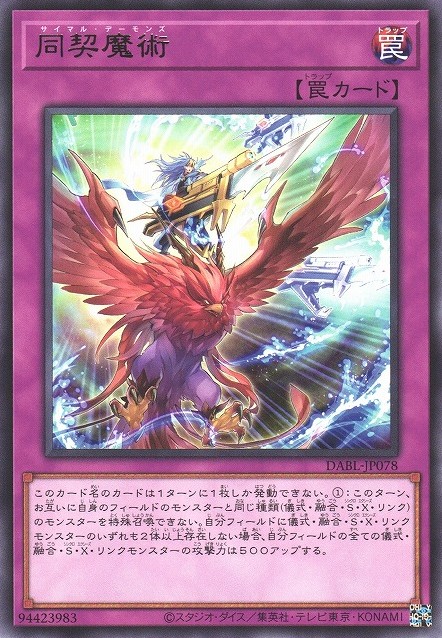 サイマル・デーモンズ
同契魔術
トラップ
罠
トラップ
【罠カード】
DABL-JP078
このカード名のカードは１ターンに１枚しか発動できない。①：このターン、
お互いに自身のフィールドのモンスターと同じ種類(儀式・融合・S・X・リンク)
のモンスターを特殊召喚できない。自分フィールドに儀式・融合・S・X・リンク
モンスターのいずれも２体以上存在しない場合、自分フィールドの全ての儀式・
融合・S・X・リンクモンスターの攻撃力は５００アップする。
94423983
©スタジオ・ダイス／集英社・テレビ東京・KONAMI